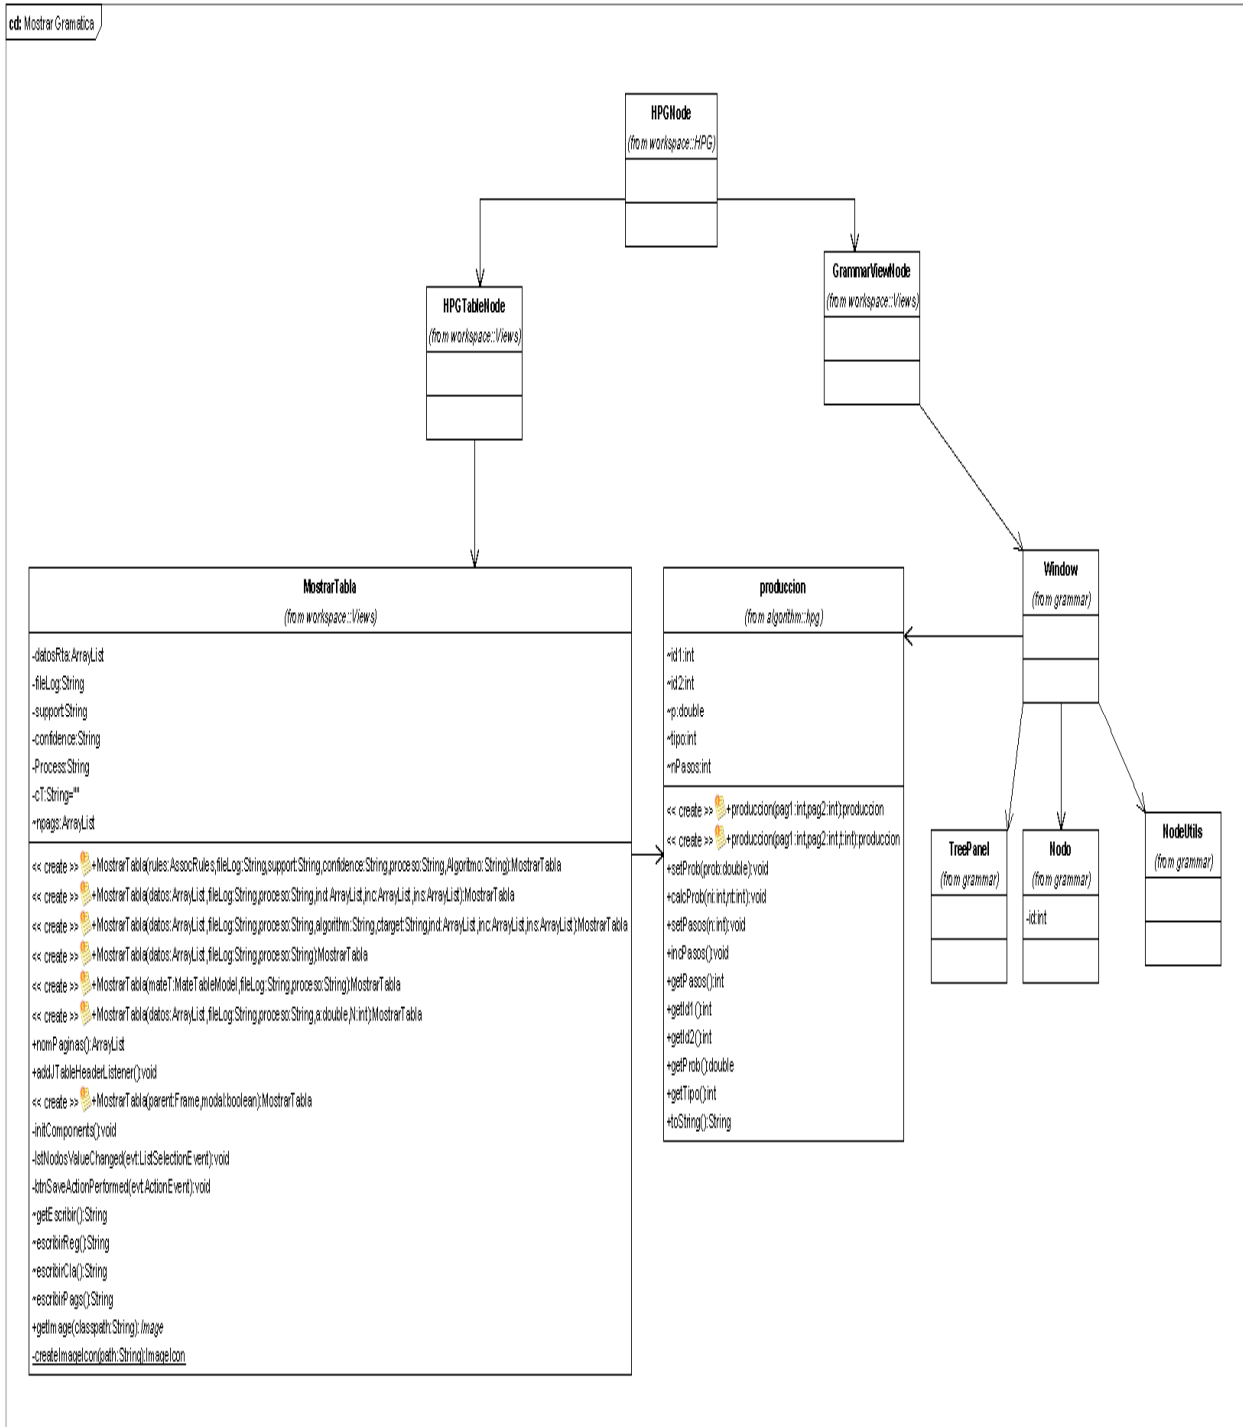 cd: Mostrar Gramatica
HPGNode
(from workspace::HPG)
GrammarViewNode
(from workspace::Views)
HPGTableNode
(from workspace::Views)
MostrarTabla
(from workspace::Views)
-datosRta:ArrayList
-fileLog:String
-support:String
-confidence:String
-Process:String
-cT:String=""
~npags:ArrayList
<< create >> +MostrarTabla(rules:AssocRules,fileLog:String,support:String,confidence:String,proceso:String,Algoritmo:String):MostrarTabla
<< create >> +MostrarTabla(datos:ArrayList,fileLog:String,proceso:String,ind:ArrayList,inc:ArrayList,ins:ArrayList):MostrarTabla
<< create >> +MostrarTabla(datos:ArrayList,fileLog:String,proceso:String,algorithm:String,ctarget:String,ind:ArrayList,inc:ArrayList,ins:ArrayList):MostrarTabla
<< create >> +MostrarTabla(datos:ArrayList,fileLog:String,proceso:String):MostrarTabla
<< create >> +MostrarTabla(mateT:MateTableModel,fileLog:String,proceso:String):MostrarTabla
<< create >> +MostrarTabla(datos:ArrayList,fileLog:String,proceso:String,a:double,N:int):MostrarTabla
+nomPaginas():ArrayList
+addJTableHeaderListener():void
<< create >> +MostrarTabla(parent:Frame,modal:boolean):MostrarTabla
-initComponents():void
-lstNodosValueChanged(evt:ListSelectionEvent):void
-btnSaveActionPerformed(evt:ActionEvent):void
~getEscribir():String
~escribirReg():String
~escribirCla():String
~escribirPags():String
+getImage(classpath:String):Image
-createImageIcon(path:String):ImageIcon
produccion
(from algorithm::hpg)
~id1:int
~id2:int
~p:double
~tipo:int
~nPasos:int
<< create >> +produccion(pag1:int,pag2:int):produccion
<< create >> +produccion(pag1:int,pag2:int,t:int):produccion
+setProb(prob:double):void
+calcProb(ni:int,nt:int):void
+setPasos(n:int):void
+incPasos():void
+getPasos():int
+getId1():int
+getId2():int
+getProb():double
+getTipo():int
+toString():String
Window
(from grammar)
TreePanel
(from grammar)
Nodo
(from grammar)
-id:int
NodeUtils
(from grammar)